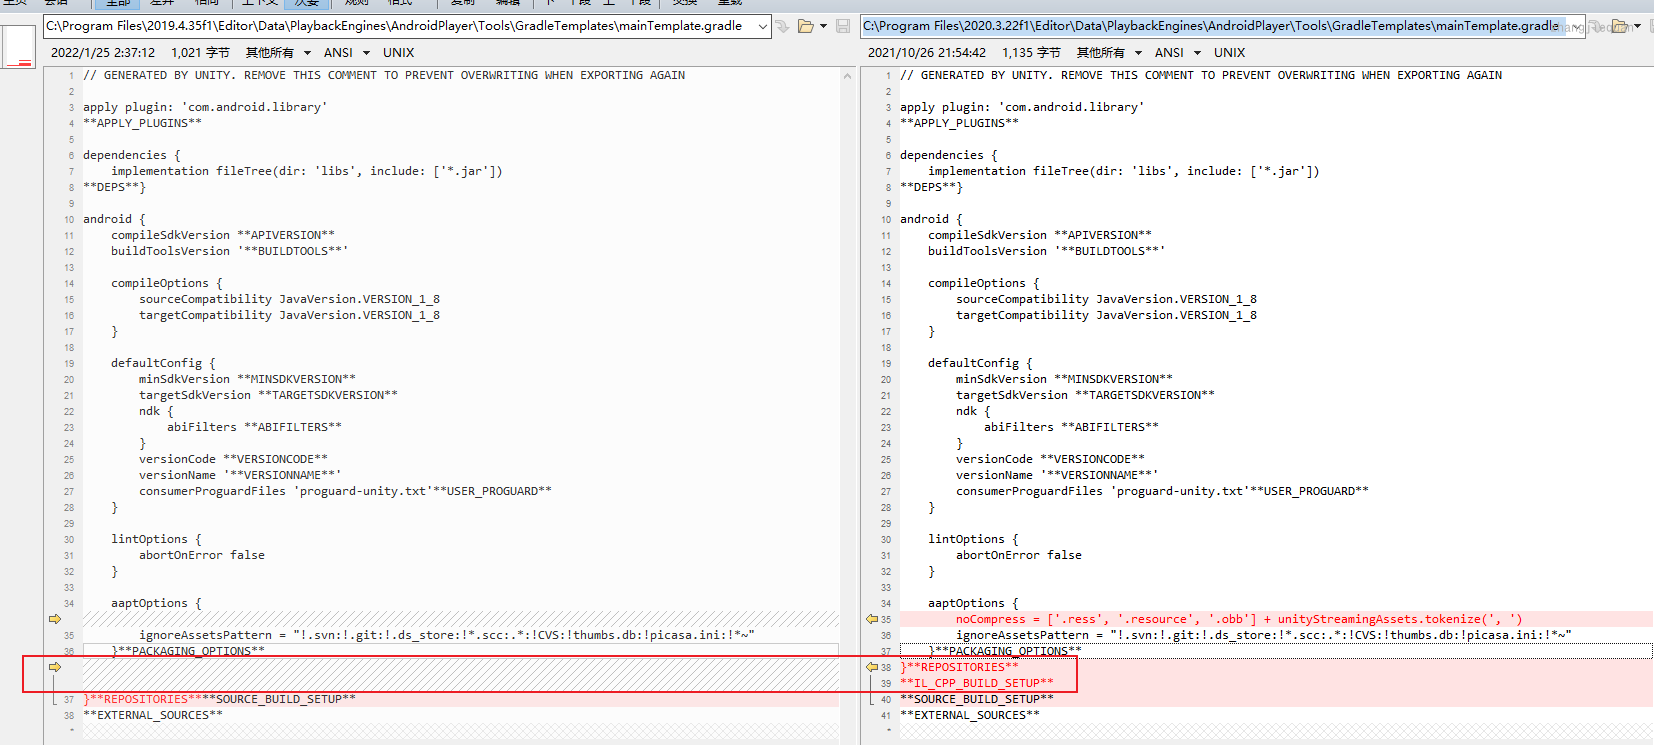 C:\Program Files\2019.4.35f1\Editor\Data\PlaybackEngines\AndroidPlayer\Tools\GradleTemplates\mainTemplate.gradle
2022/1/25 2:37:12 1,021 字节 其他所有 ANSI UNIX
1 // GENERATED BY UNITY. REMOVE THIS COMMENT TO PREVENT OVERWRITING WHEN EXPORTING AGAIN
2
3 apply plugin: 'com.android.library'
4 **APPLY_PLUGINS**
5
6 dependencies {
7 implementation fileTree(dir: 'libs', include: ['*.jar'])
8 **DEPS**}
9
10 android {
11 compileSdkVersion **APIVERSION**
12 buildToolsVersion '**BUILDTOOLS**'
13
14 compileOptions {
15 sourceCompatibility JavaVersion.VERSION_1_8
16 targetCompatibility JavaVersion.VERSION_1_8
17 }
18
19 defaultConfig {
20 minSdkVersion **MINSDKVERSION**
21 targetSdkVersion **TARGETSDKVERSION**
22 ndk {
23 abiFilters **ABIFILTERS**
24 }
25 versionCode **VERSIONCODE**
26 versionName '**VERSIONNAME**'
27 consumerProguardFiles 'proguard-unity.txt'**USER_PROGUARD**
28 }
29
30 lintOptions {
31 abortOnError false
32 }
33
34 aaptOptions {
35 ignoreAssetsPattern = "!.svn:!.git:!.ds_store:!*.scc:.*:!CVS:!thumbs.db:!picasa.ini:!*~"
36 }**PACKAGING_OPTIONS**
37 }**REPOSITORIES****SOURCE_BUILD_SETUP**
38 **EXTERNAL_SOURCES**
C:\Program Files\2020.3.22f1\Editor\Data\PlaybackEngines\AndroidPlayer\Tools\GradleTemplates\mainTemplate.gradle
2021/10/26 21:54:42 1,135 字节 其他所有 ANSI UNIX
1 // GENERATED BY UNITY. REMOVE THIS COMMENT TO PREVENT OVERWRITING WHEN EXPORTING AGAIN
2
3 apply plugin: 'com.android.library'
4 **APPLY_PLUGINS**
5
6 dependencies {
7 implementation fileTree(dir: 'libs', include: ['*.jar'])
8 **DEPS**}
9
10 android {
11 compileSdkVersion **APIVERSION**
12 buildToolsVersion '**BUILDTOOLS**'
13
14 compileOptions {
15 sourceCompatibility JavaVersion.VERSION_1_8
16 targetCompatibility JavaVersion.VERSION_1_8
17 }
18
19 defaultConfig {
20 minSdkVersion **MINSDKVERSION**
21 targetSdkVersion **TARGETSDKVERSION**
22 ndk {
23 abiFilters **ABIFILTERS**
24 }
25 versionCode **VERSIONCODE**
26 versionName '**VERSIONNAME**'
27 consumerProguardFiles 'proguard-unity.txt'**USER_PROGUARD**
28 }
29
30 lintOptions {
31 abortOnError false
32 }
33
34 aaptOptions {
35 noCompress = ['.ress', '.resource', '.obb'] + unityStreamingAssets.tokenize(', ')
36 ignoreAssetsPattern = "!.svn:!.git:!.ds_store:!*.scc:.*:!CVS:!thumbs.db:!picasa.ini:!*~"
37 }**PACKAGING_OPTIONS**
38 }**REPOSITORIES**
39 **IL_CPP_BUILD_SETUP**
40 **SOURCE_BUILD_SETUP**
41 **EXTERNAL_SOURCES**